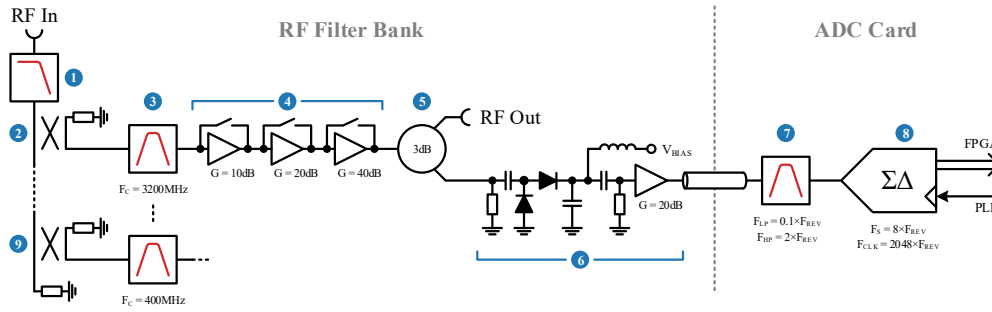 RF In
RF Filter Bank
ADC Card
1
2
3
4
5
RF Out
3dB
V_BIAS
G = 10dB
G = 20dB
G = 40dB
F_C = 3200MHz
G = 20dB
6
7
8
ΣΔ
F_LP = 0.1×F_REV
F_HP = 2×F_REV
F_S = 8×F_REV
F_CLK = 2048×F_REV
9
F_C = 400MHz